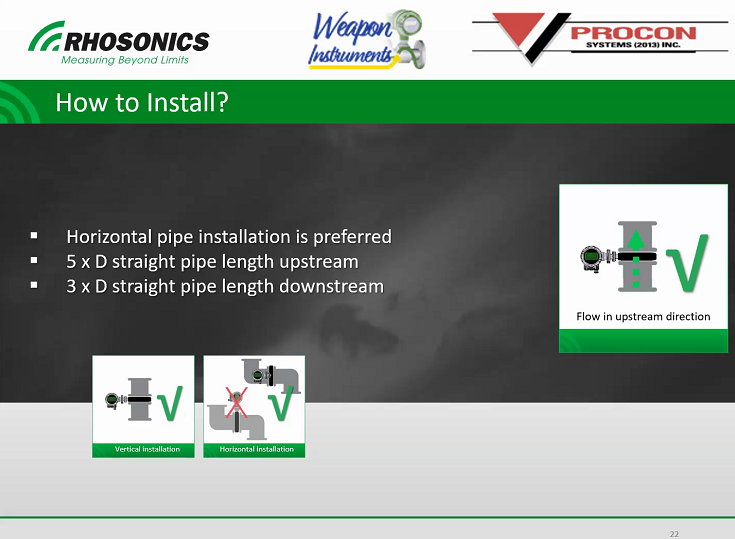 RHOSONICS
Measuring Beyond Limits
Weapon
Instruments
PROCON
SYSTEMS (2013) INC.
How to Install?
▪ Horizontal pipe installation is preferred
▪ 5 x D straight pipe length upstream
▪ 3 x D straight pipe length downstream
Flow in upstream direction
Vertical installation
Horizontal installation
22